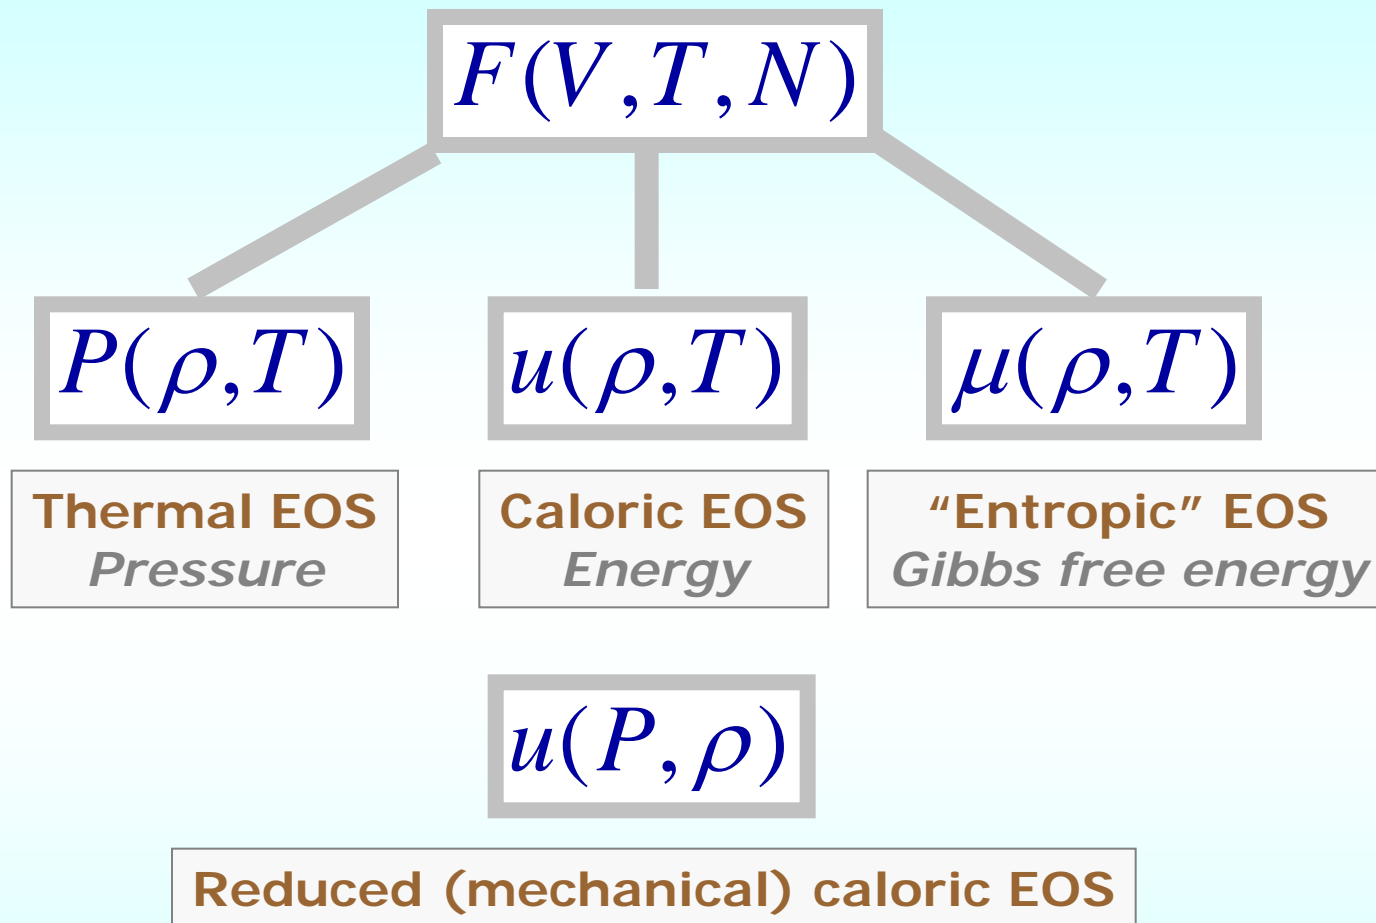 F(V,T,N)
P(ρ,T)
u(ρ,T)
μ(ρ,T)
Thermal EOS
Pressure
Caloric EOS
Energy
“Entropic” EOS
Gibbs free energy
u(P,ρ)
Reduced (mechanical) caloric EOS